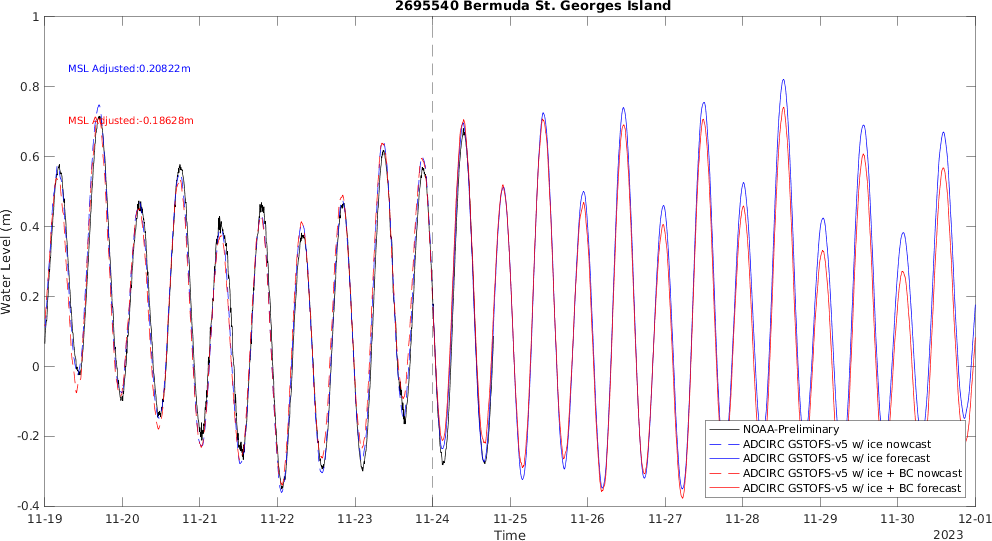 2695540 Bermuda St. Georges Island
1
0.8
0.6
0.4
0.2
0
-0.2
-0.4
Water Level (m)
MSL Adjusted:0.20822m
MSL Adjusted:-0.18628m
NOAA-Preliminary
ADCIRC GSTOFS-v5 w/ ice nowcast
ADCIRC GSTOFS-v5 w/ ice forecast
ADCIRC GSTOFS-v5 w/ ice + BC nowcast
ADCIRC GSTOFS-v5 w/ ice + BC forecast
11-19 11-20 11-21 11-22 11-23 11-24 11-25 11-26 11-27 11-28 11-29 11-30 12-01
Time
2023